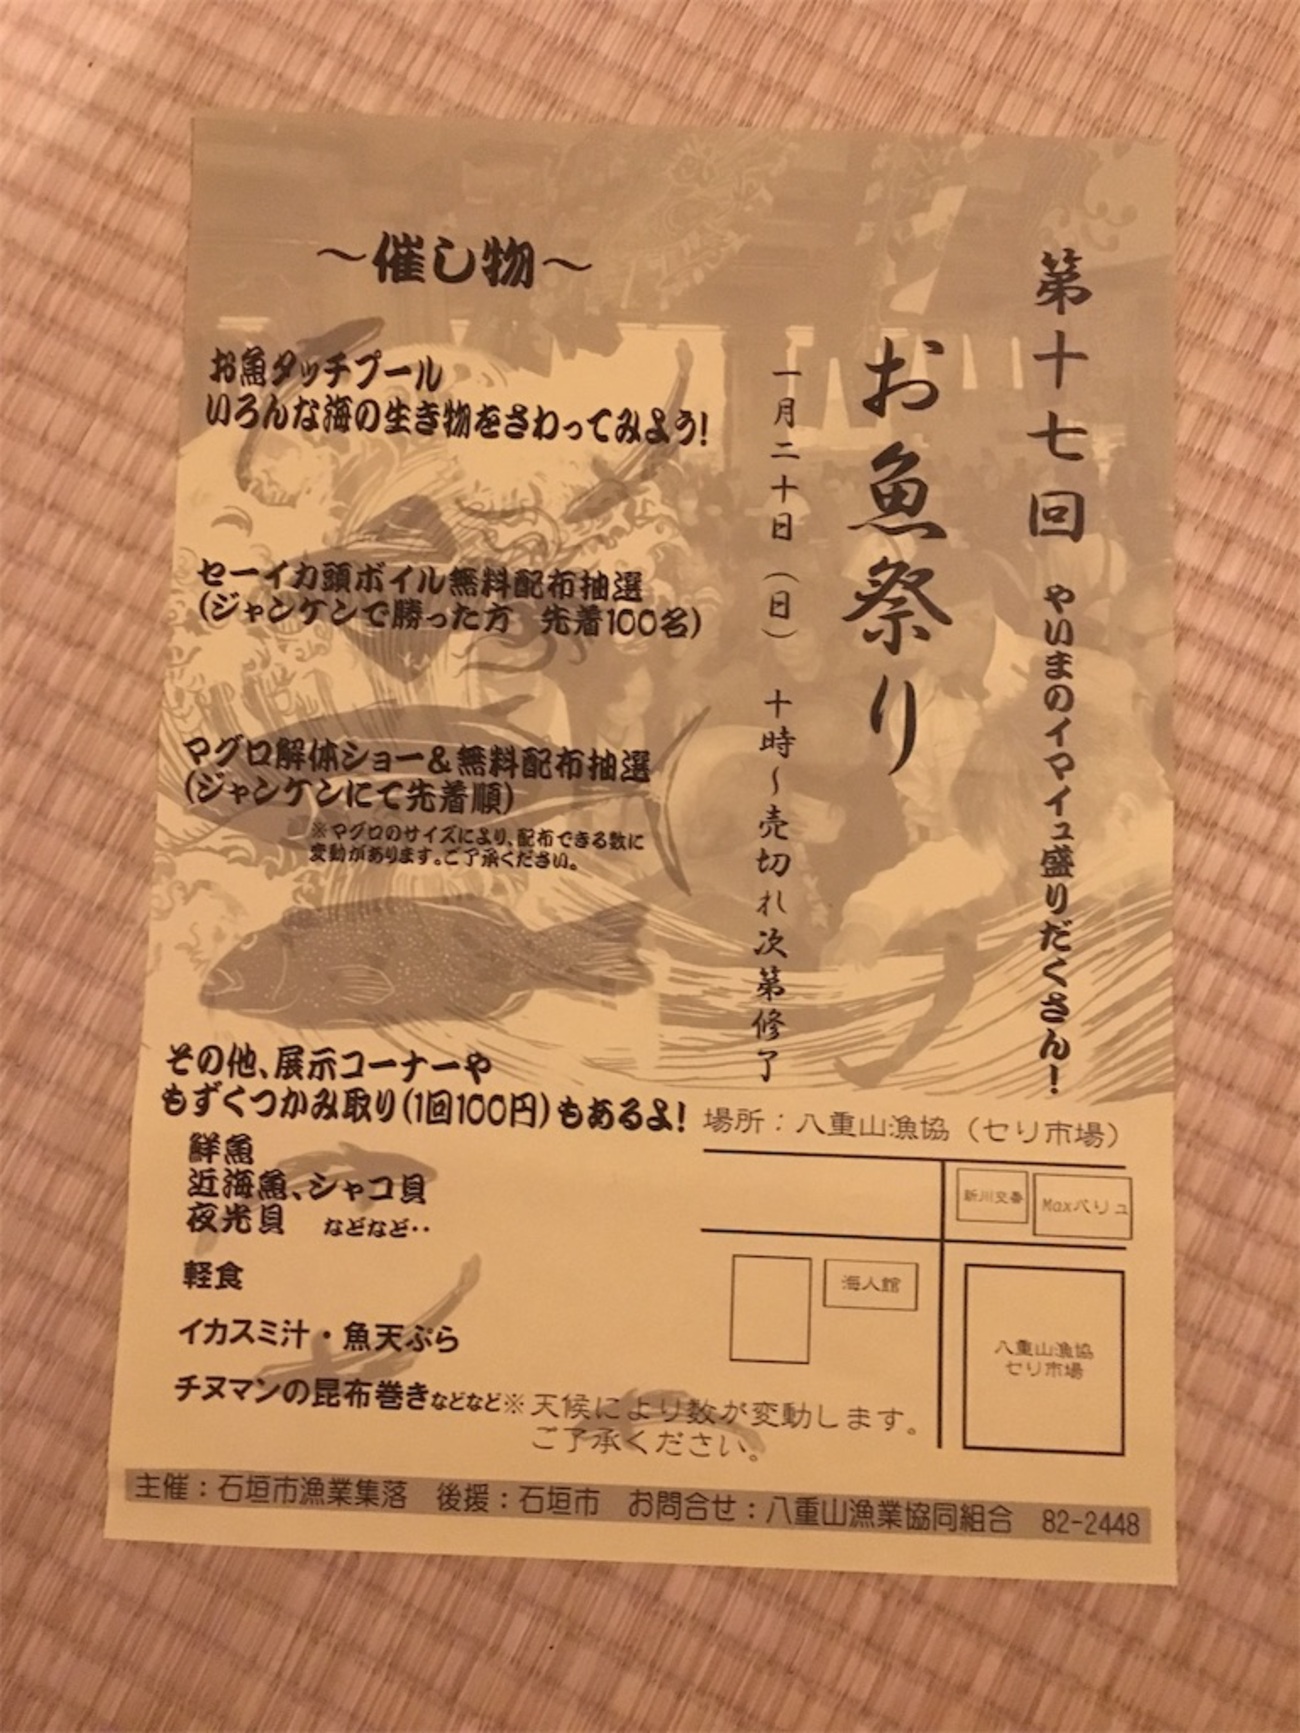 第十七回 やいまのイマイユ盛りだくさん!
お魚祭り
一月二十日(日) 十時～売切れ次第修了
～催し物～
お魚タッチプール
いろんな海の生き物をさわってみよう!
セーイカ頭ボイル無料配布抽選
(ジャンケンで勝った方 先着100名)
マグロ解体ショー&無料配布抽選
(ジャンケンにて先着順)
※マグロのサイズにより、配布できる数に
変動があります。ご了承ください。
その他、展示コーナーや
もずくつかみ取り(1回100円)もあるよ!
鮮魚
近海魚、シャコ貝
夜光貝 などなど‥
軽食
イカスミ汁・魚天ぷら
チヌマンの昆布巻きなどなど
※天候により数が変動します。
ご了承ください。
場所:八重山漁協(セリ市場)
新川交番
Maxバリュ
海人館
八重山漁協
セリ市場
主催:石垣市漁業集落 後援:石垣市 お問合せ:八重山漁業協同組合 82-2448